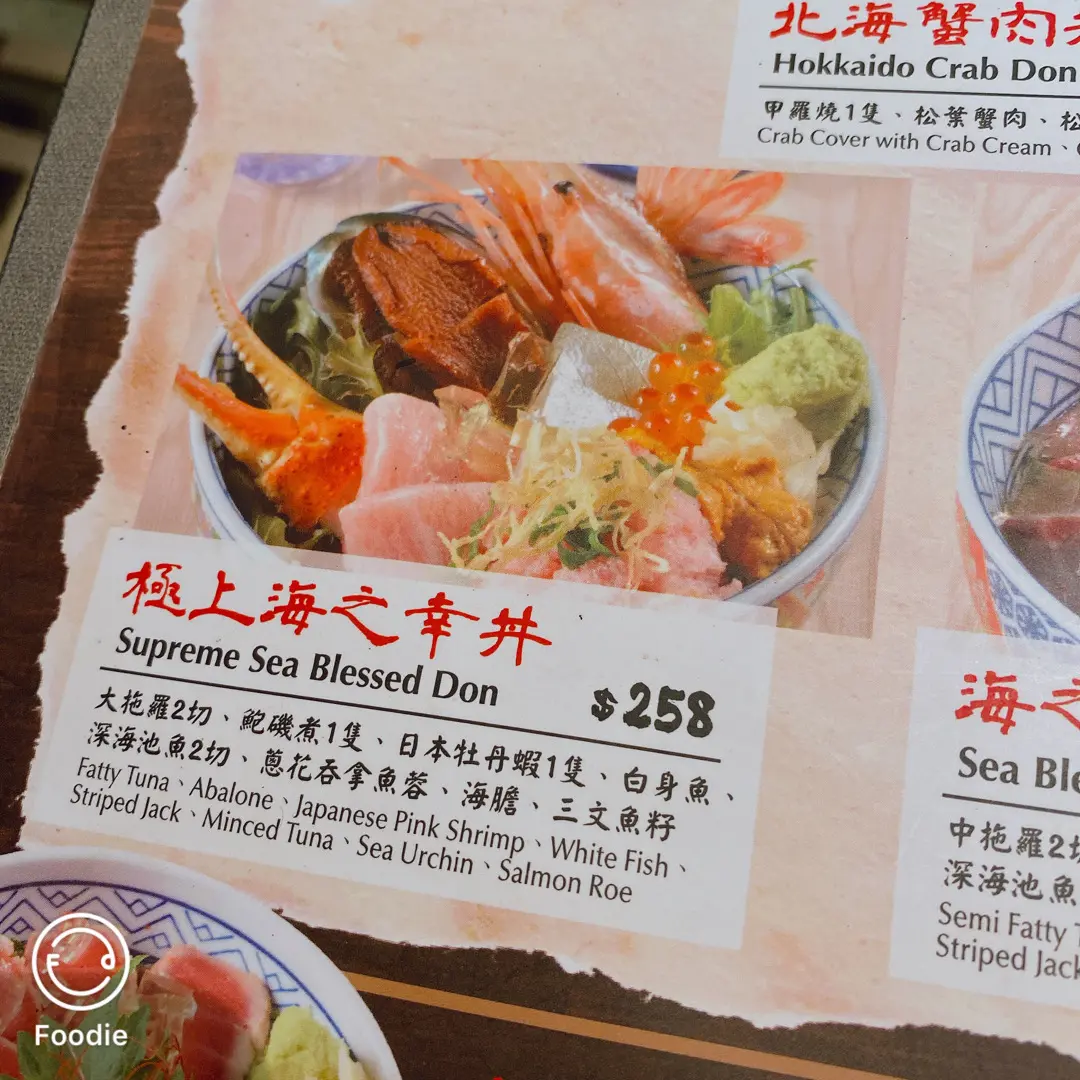 北海蟹肉
Hokkaido Crab Don
甲羅燒1隻、松葉蟹肉、松
Crab Cover with Crab Cream、
極上海之幸丼
Supreme Sea Blessed Don
$258
大拖羅2切、鮑磯煮1隻、日本牡丹蝦1隻、白身魚、
深海池魚2切、蔥花吞拿魚蓉、海膽、三文魚籽
Fatty Tuna、Abalone、Japanese Pink Shrimp、White Fish、
Striped Jack、Minced Tuna、Sea Urchin、Salmon Roe
海之
Sea Ble
中拖羅2
深海池魚
Semi Fatty T
Striped Jack
Foodie